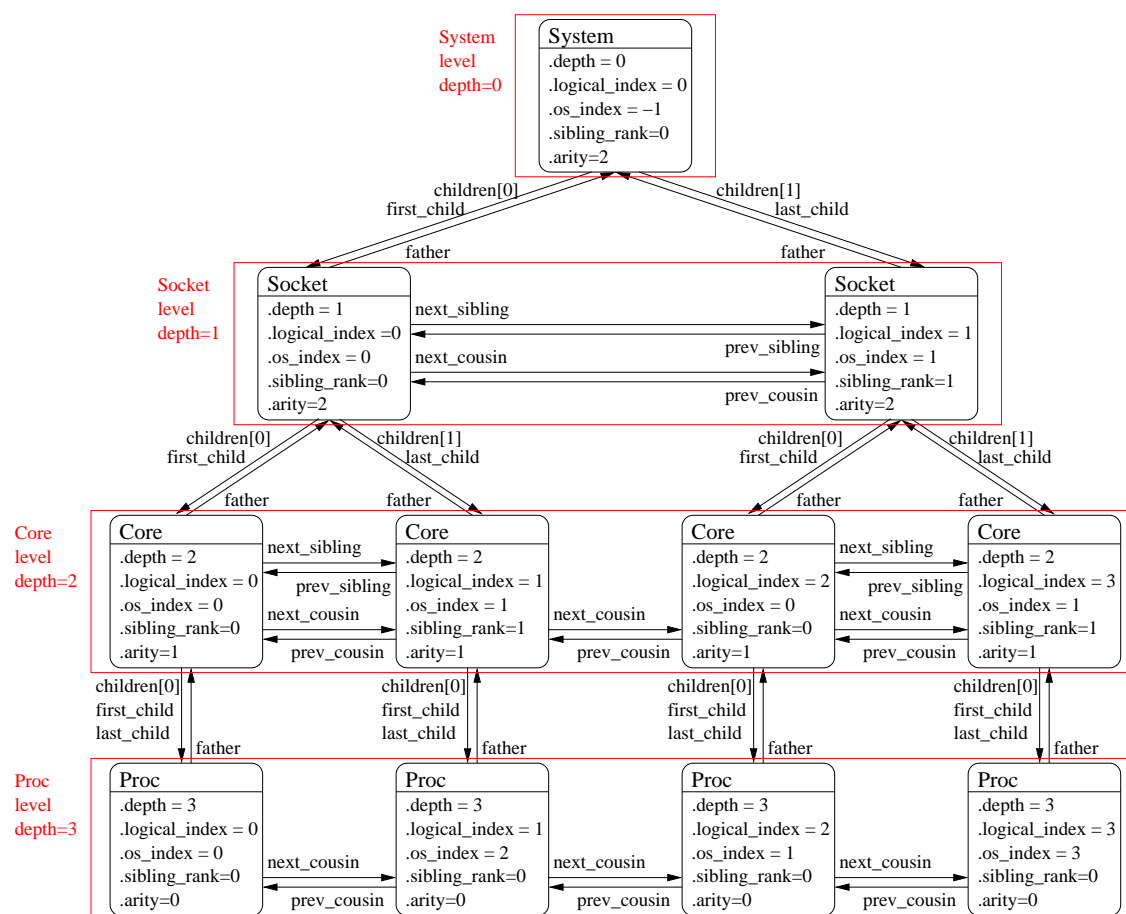 System
level
depth=0
System
.depth = 0
.logical_index = 0
.os_index = −1
.sibling_rank=0
.arity=2
children[0]
first_child
children[1]
last_child
father
father
Socket
level
depth=1
Socket
.depth = 1
.logical_index =0
.os_index = 0
.sibling_rank=0
.arity=2
next_sibling
prev_sibling
next_cousin
prev_cousin
Socket
.depth = 1
.logical_index = 1
.os_index = 1
.sibling_rank=1
.arity=2
children[0]
first_child
children[1]
last_child
father
father
children[0]
first_child
children[1]
last_child
father
father
Core
level
depth=2
Core
.depth = 2
.logical_index = 0
.os_index = 0
.sibling_rank=0
.arity=1
next_sibling
prev_sibling
next_cousin
prev_cousin
Core
.depth = 2
.logical_index = 1
.os_index = 1
.sibling_rank=1
.arity=1
next_cousin
prev_cousin
Core
.depth = 2
.logical_index = 2
.os_index = 0
.sibling_rank=0
.arity=1
next_sibling
prev_sibling
next_cousin
prev_cousin
Core
.depth = 2
.logical_index = 3
.os_index = 1
.sibling_rank=1
.arity=1
children[0]
first_child
last_child
father
children[0]
first_child
last_child
father
children[0]
first_child
last_child
father
children[0]
first_child
last_child
father
Proc
level
depth=3
Proc
.depth = 3
.logical_index = 0
.os_index = 0
.sibling_rank=0
.arity=0
next_cousin
prev_cousin
Proc
.depth = 3
.logical_index = 1
.os_index = 2
.sibling_rank=0
.arity=0
next_cousin
prev_cousin
Proc
.depth = 3
.logical_index = 2
.os_index = 1
.sibling_rank=0
.arity=0
next_cousin
prev_cousin
Proc
.depth = 3
.logical_index = 3
.os_index = 3
.sibling_rank=0
.arity=0